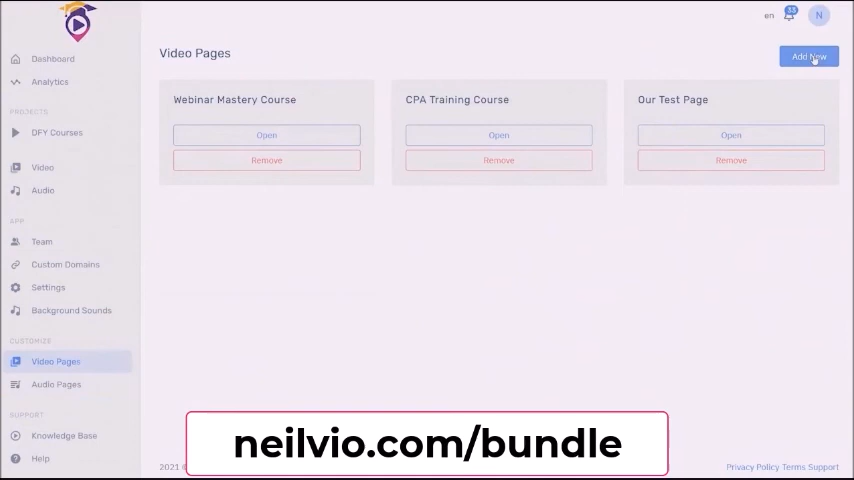 en
33
N
Dashboard
Analytics
PROJECTS
DFY Courses
Video
Audio
APP
Team
Custom Domains
Settings
Background Sounds
CUSTOMIZE
Video Pages
Audio Pages
SUPPORT
Knowledge Base
Help
Video Pages
Add New
Webinar Mastery Course
Open
Remove
CPA Training Course
Open
Remove
Our Test Page
Open
Remove
neilvio.com/bundle
2021 ©
Privacy Policy Terms Support